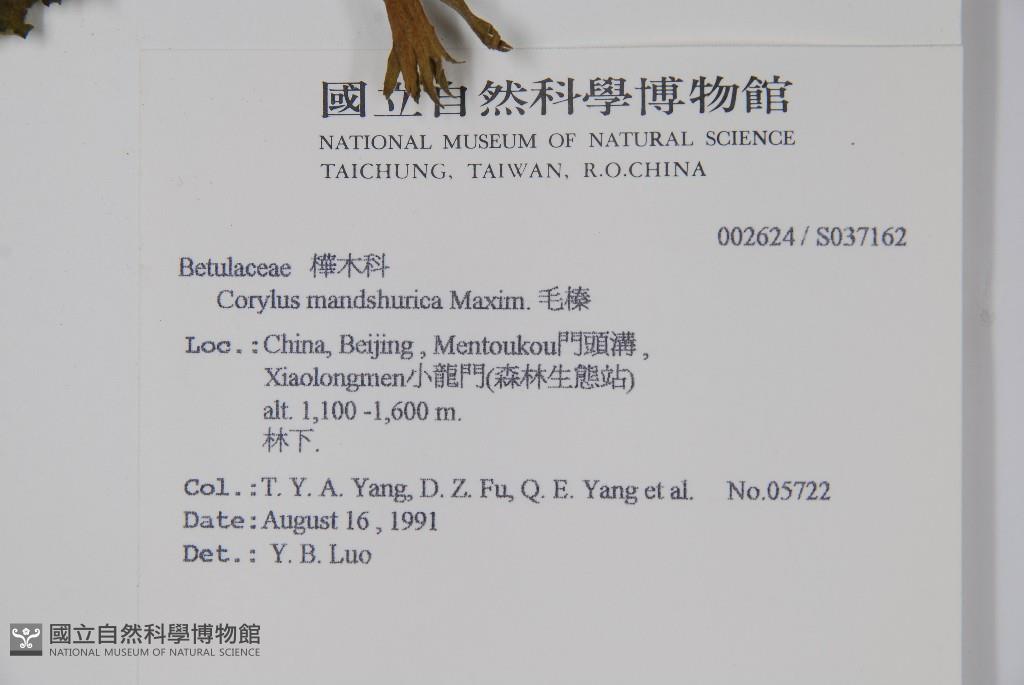 國立自然科學博物館
NATIONAL MUSEUM OF NATURAL SCIENCE
TAICHUNG, TAIWAN, R.O.CHINA
002624 / S037162
Betulaceae 樺木科
Corylus mandshurica Maxim. 毛榛
Loc.:China, Beijing , Mentoukou門頭溝 ,
Xiaolongmen小龍門(森林生態站)
alt. 1,100 -1,600 m.
林下.
Col.:T. Y. A. Yang, D. Z. Fu, Q. E. Yang et al. No.05722
Date:August 16 , 1991
Det.: Y. B. Luo
國立自然科學博物館
NATIONAL MUSEUM OF NATURAL SCIENCE